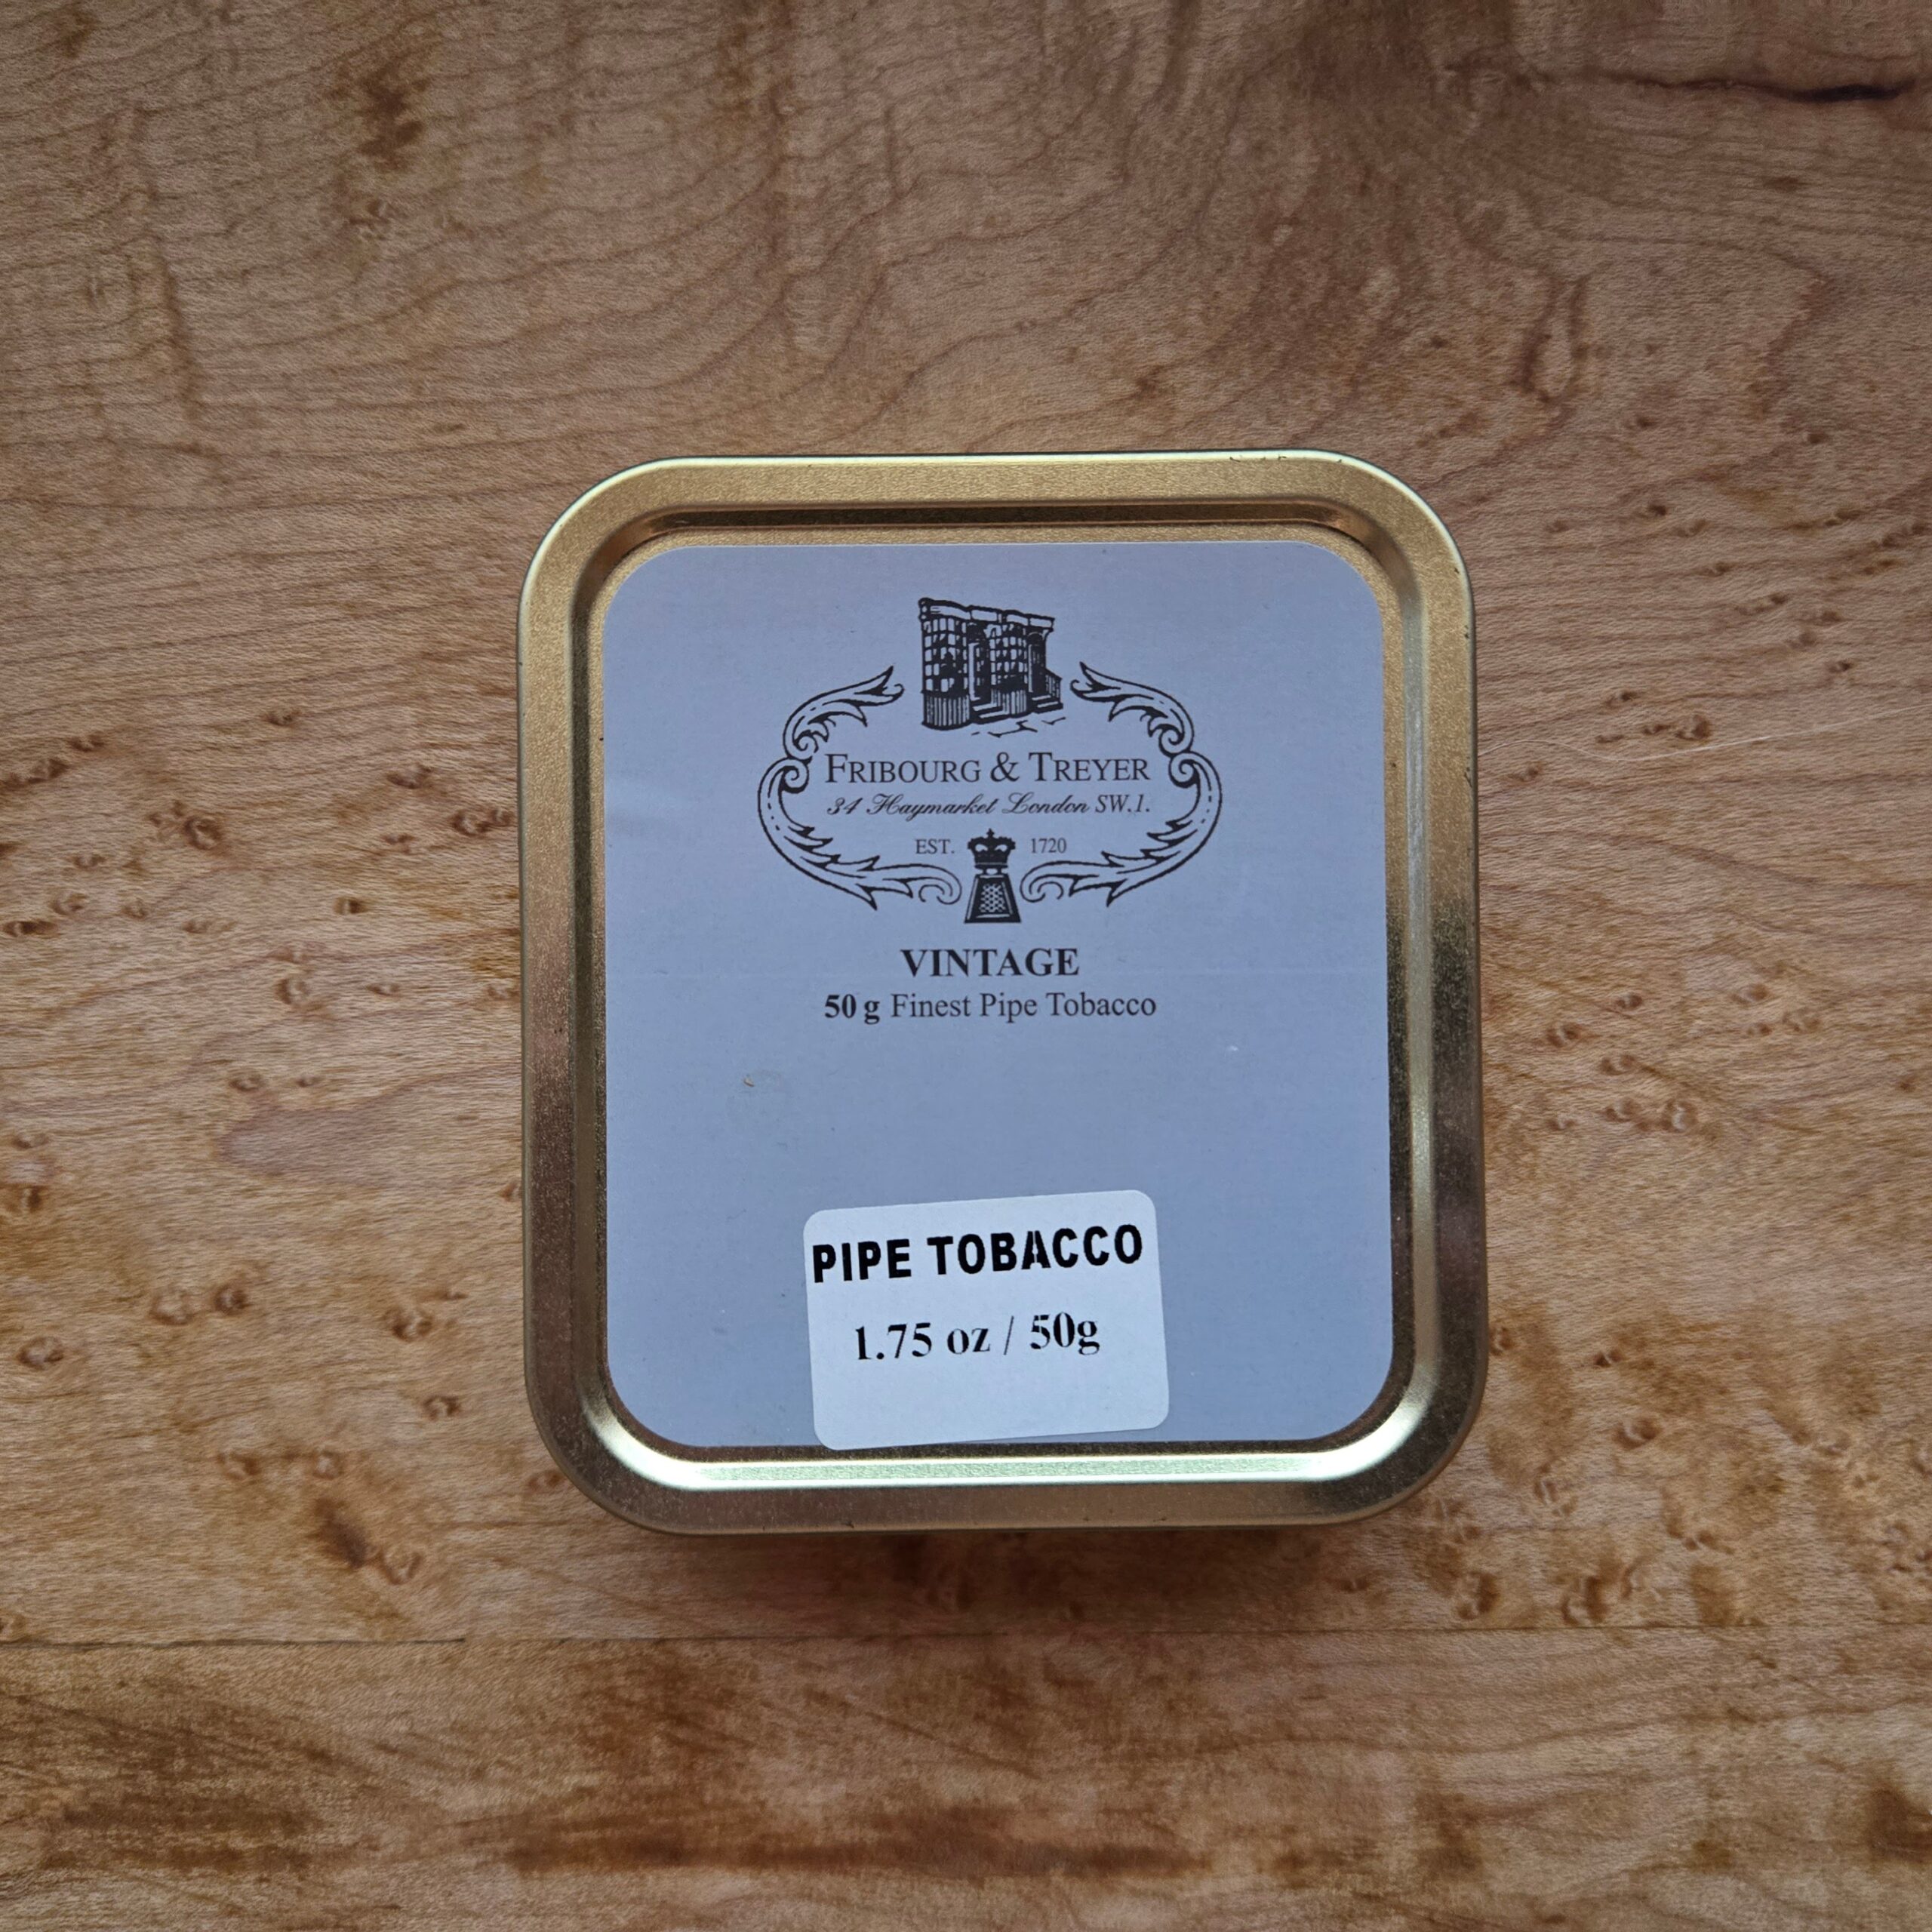 FRIBOURG & TREYER
34 Haymarket London SW.1.
EST. 1720
VINTAGE
50 g Finest Pipe Tobacco
PIPE TOBACCO
1.75 oz / 50g